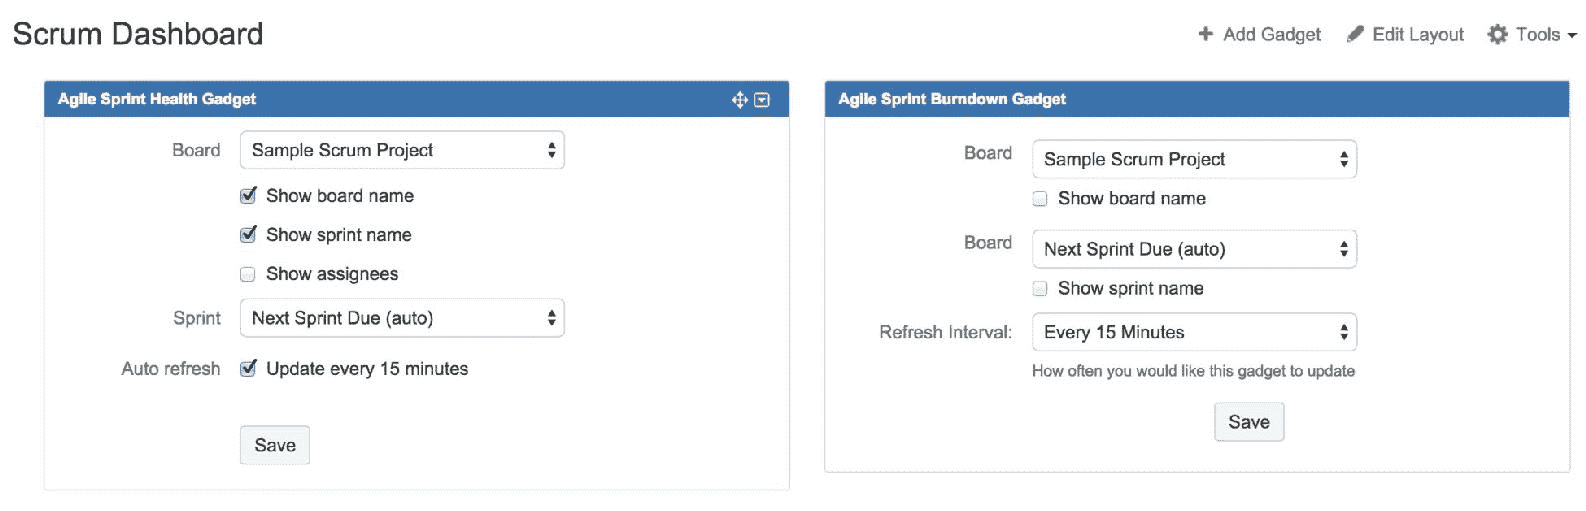 Scrum Dashboard
Add Gadget Edit Layout Tools
Agile Sprint Health Gadget
Board Sample Scrum Project
Show board name
Show sprint name
Show assignees
Sprint Next Sprint Due (auto)
Auto refresh Update every 15 minutes
Save
Agile Sprint Burndown Gadget
Board Sample Scrum Project
Show board name
Board Next Sprint Due (auto)
Show sprint name
Refresh Interval: Every 15 Minutes
How often you would like this gadget to update
Save